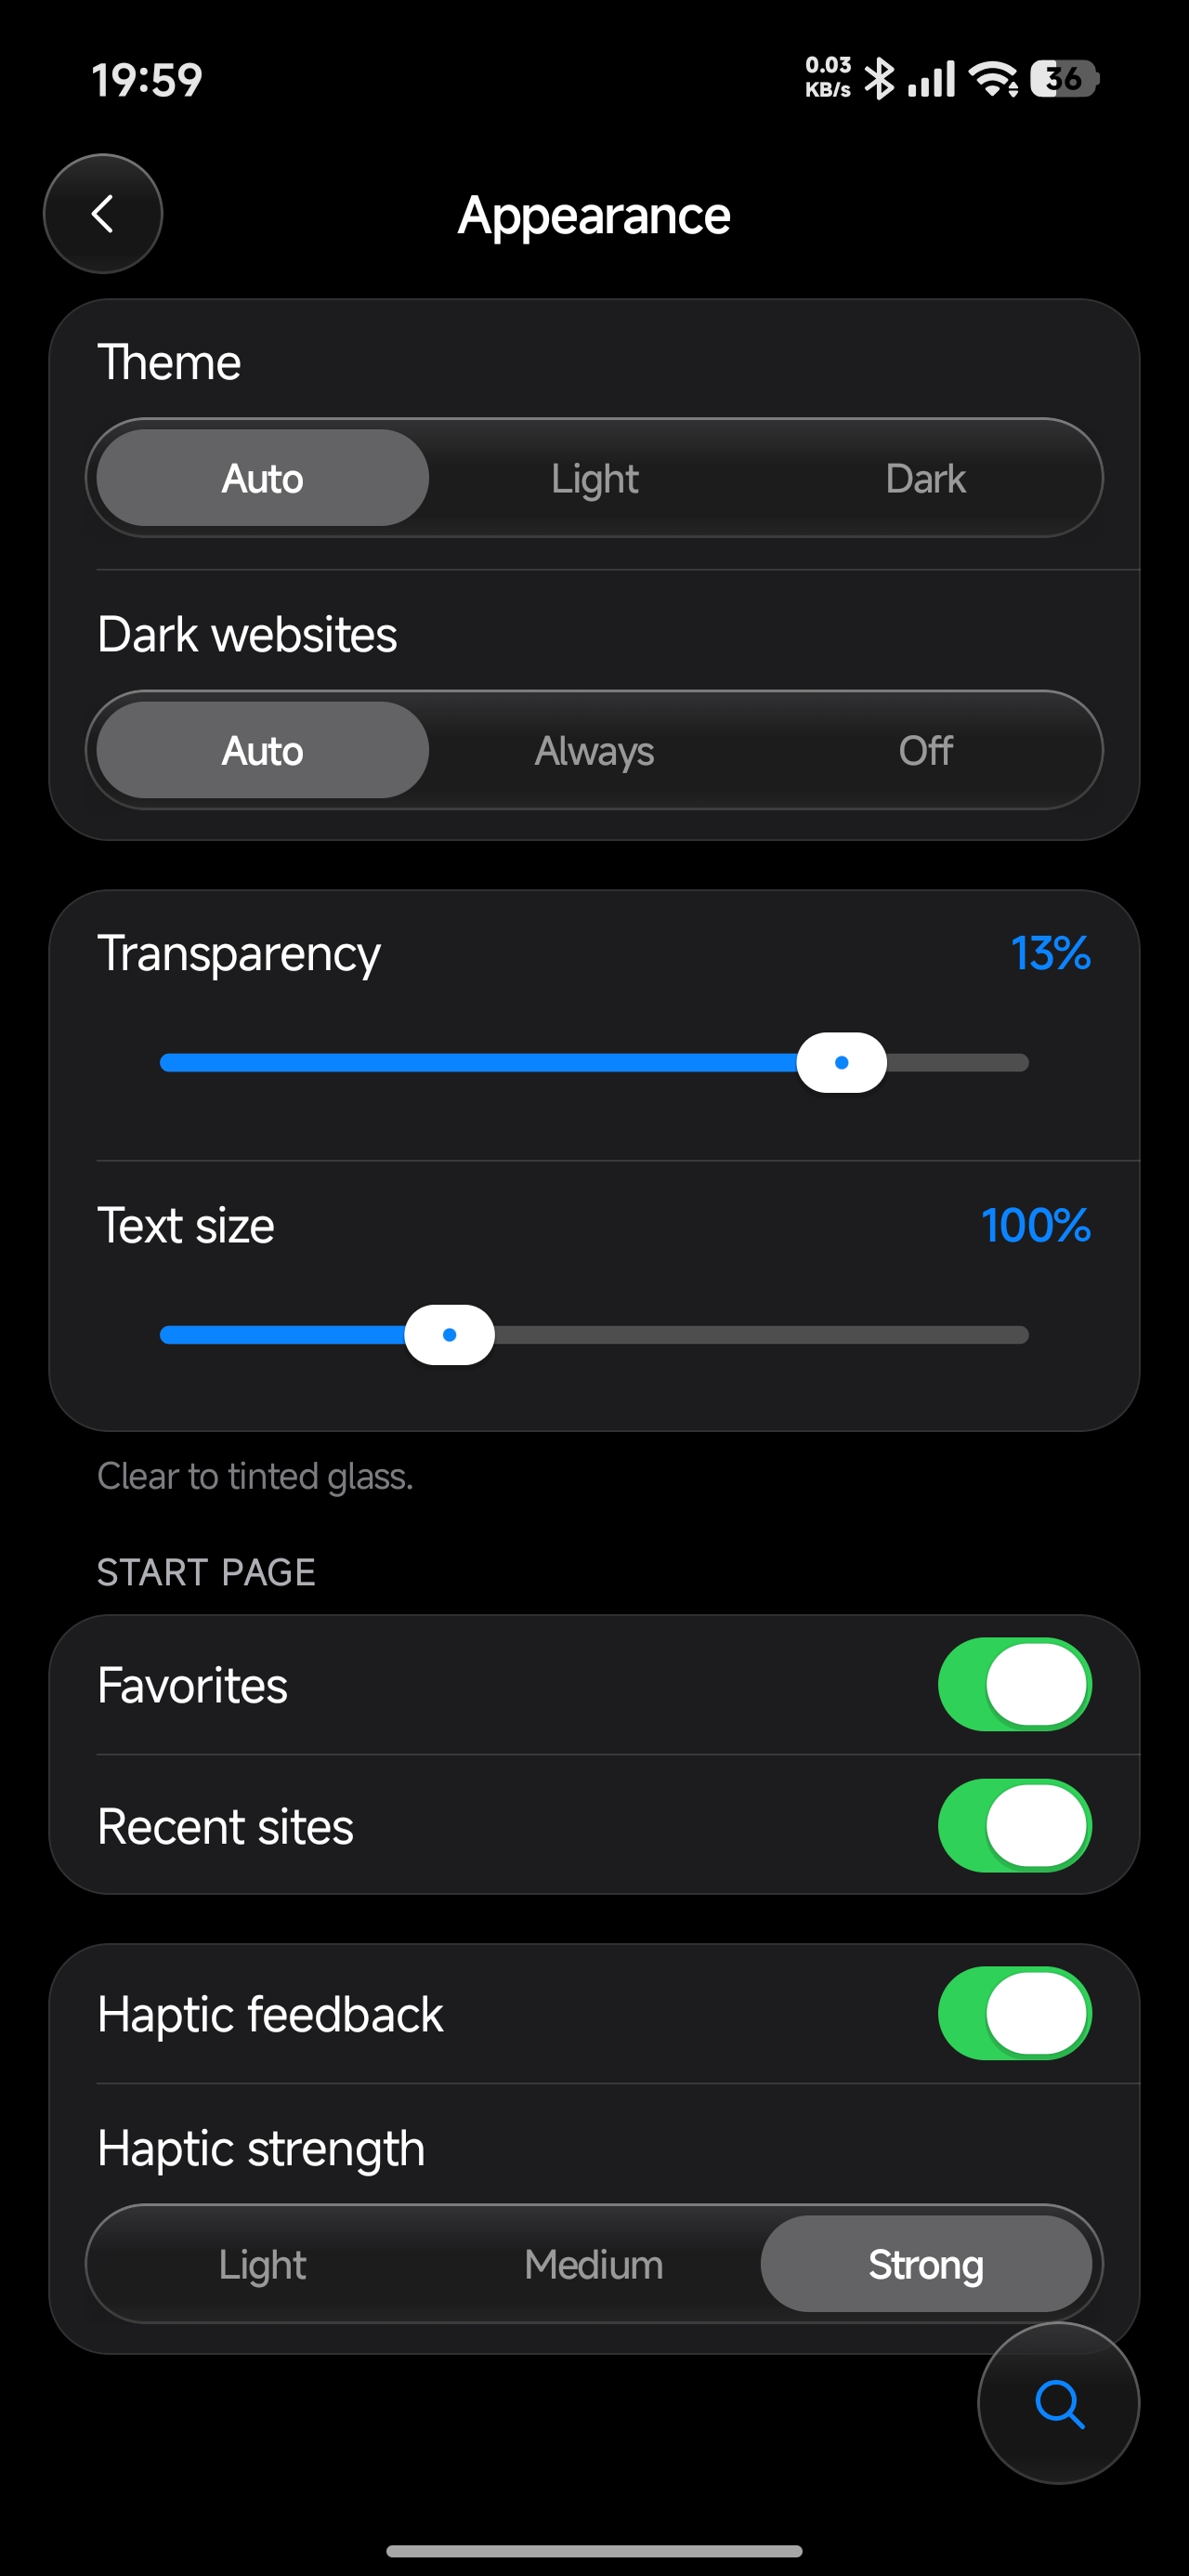 19:59
0.03
KB/s
36
Appearance
Theme
Auto Light Dark
Dark websites
Auto Always Off
Transparency 13%
Text size 100%
Clear to tinted glass.
START PAGE
Favorites
Recent sites
Haptic feedback
Haptic strength
Light Medium Strong